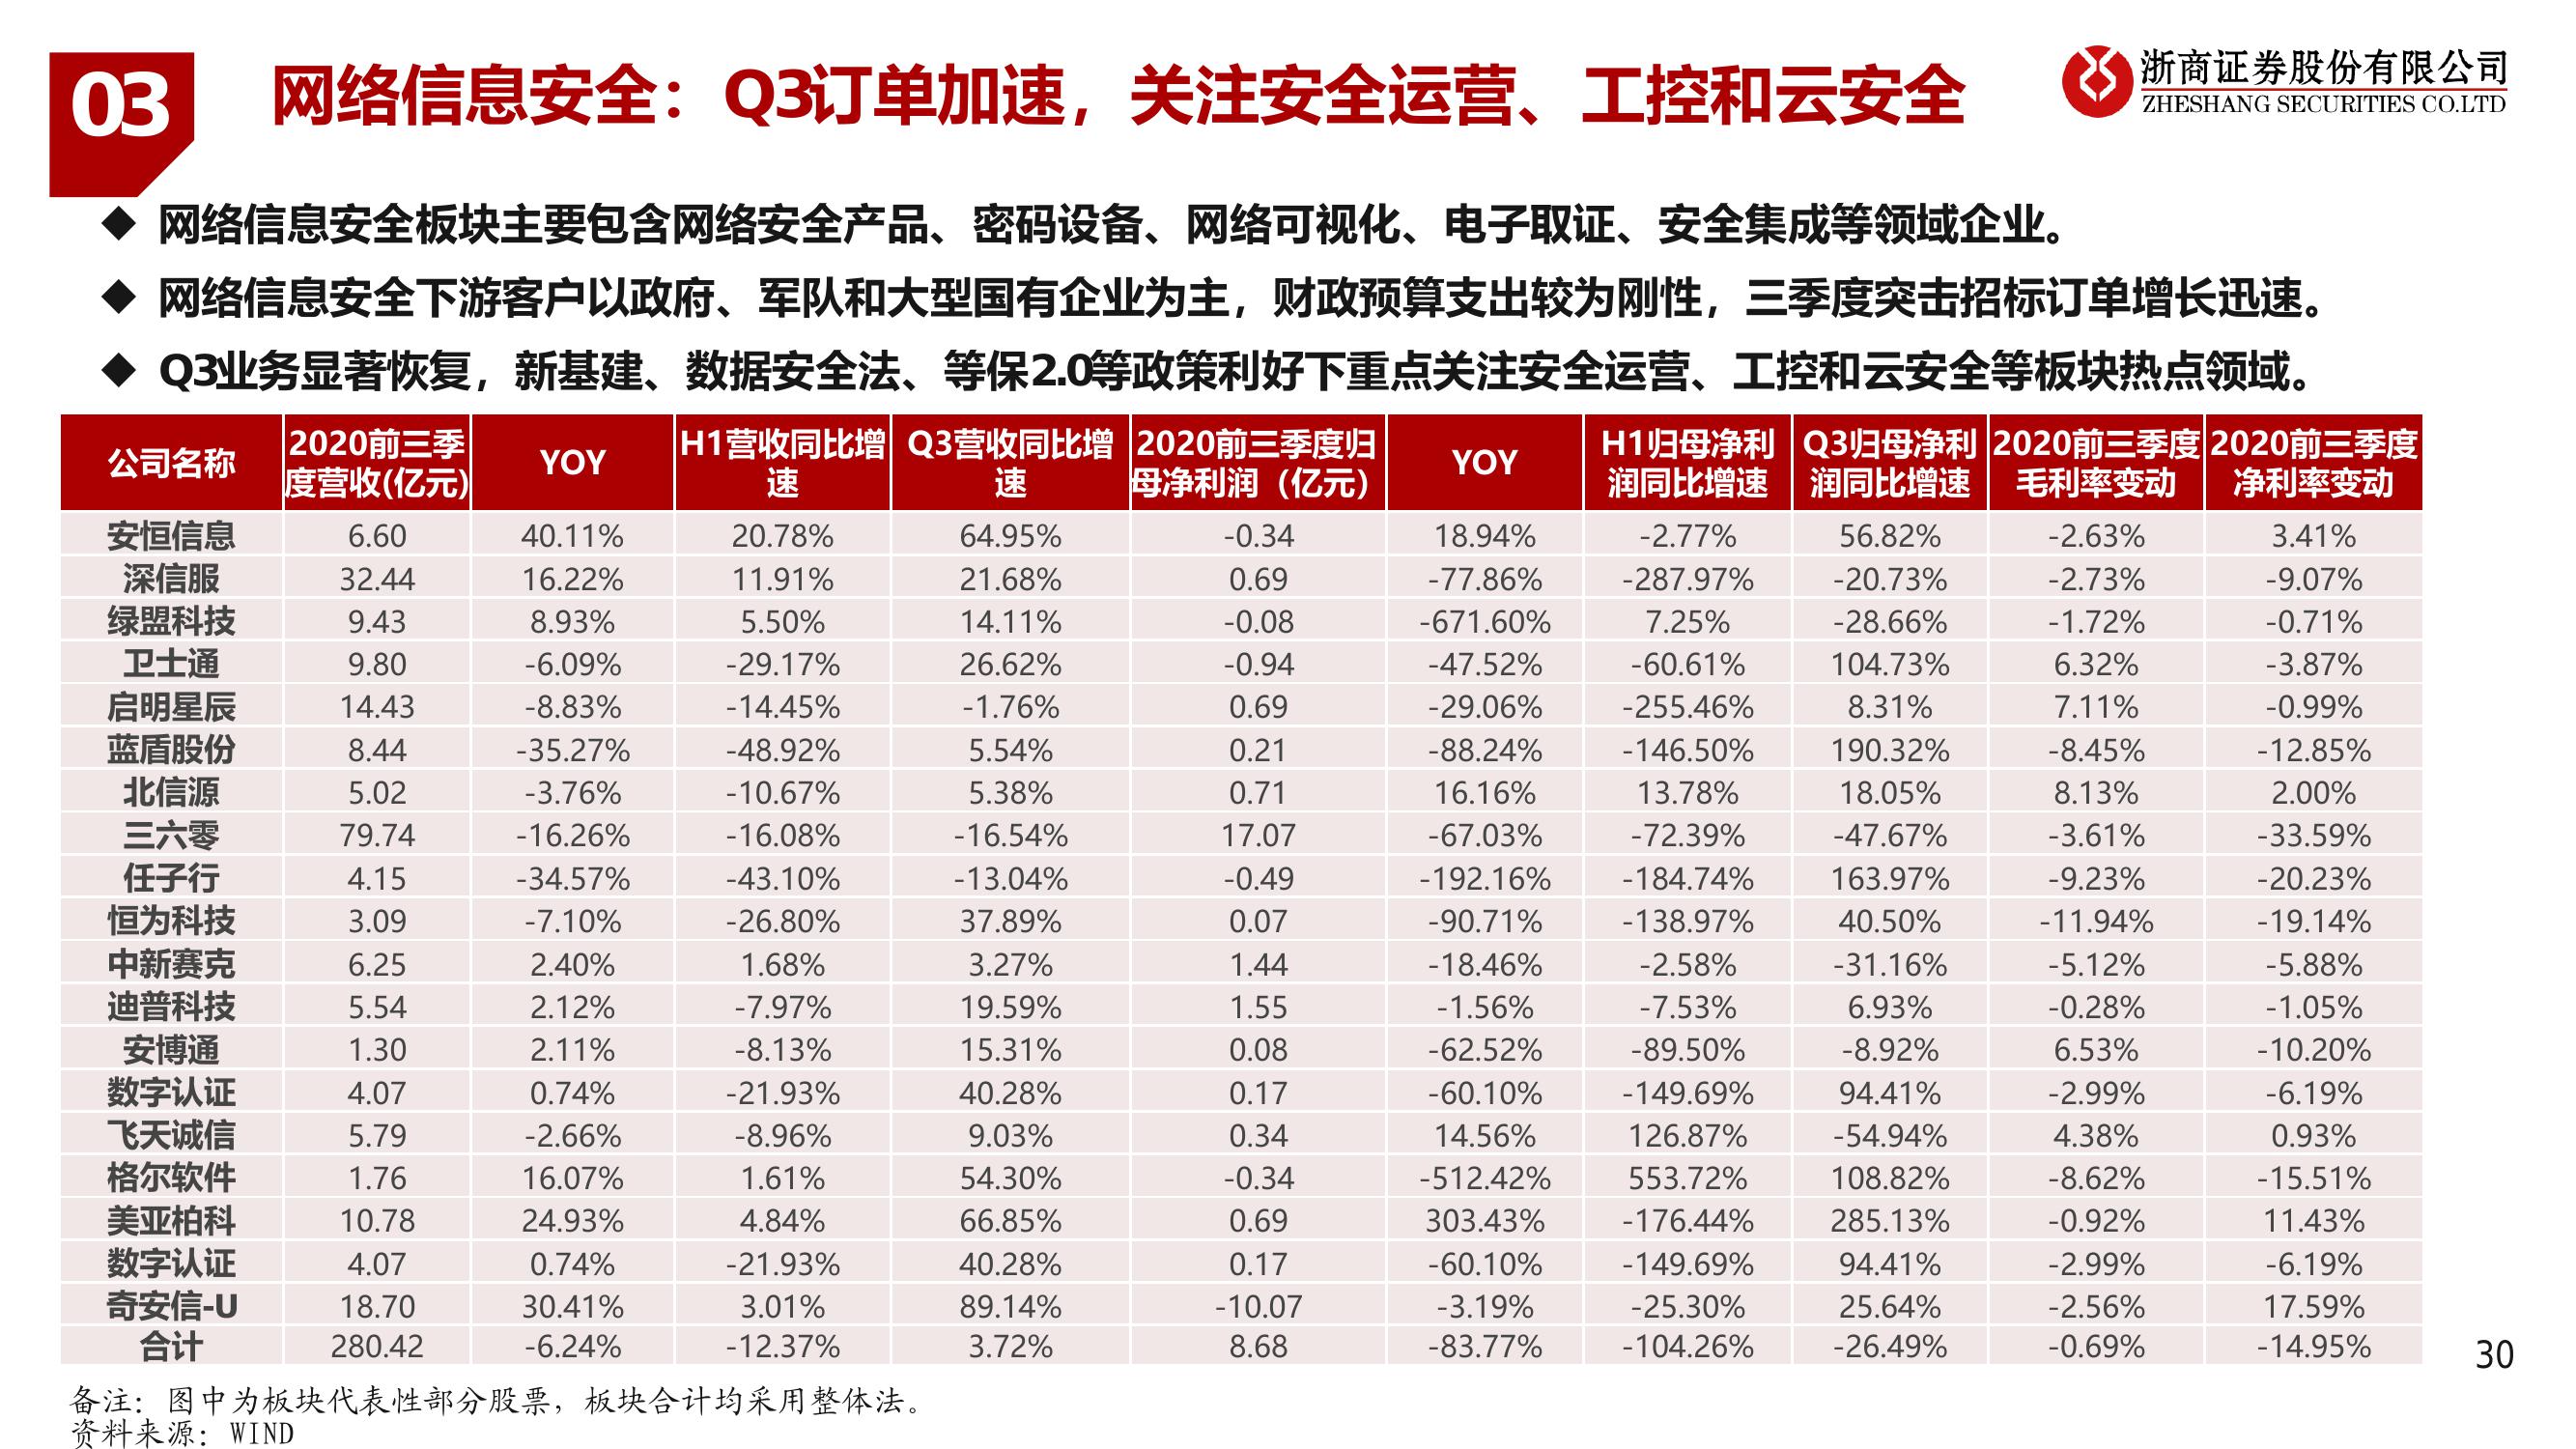 03
网络信息安全：Q3订单加速，关注安全运营、工控和云安全
浙商证券股份有限公司
ZHESHANG SECURITIES CO.LTD
◆ 网络信息安全板块主要包含网络安全产品、密码设备、网络可视化、电子取证、安全集成等领域企业。
◆ 网络信息安全下游客户以政府、军队和大型国有企业为主，财政预算支出较为刚性，三季度突击招标订单增长迅速。
◆ Q3业务显著恢复，新基建、数据安全法、等保2.0等政策利好下重点关注安全运营、工控和云安全等板块热点领域。
公司名称 2020前三季度营收(亿元) YOY H1营收同比增速 Q3营收同比增速 2020前三季度归母净利润（亿元） YOY H1归母净利润同比增速 Q3归母净利润同比增速 2020前三季度毛利率变动 2020前三季度净利率变动
安恒信息 6.60 40.11% 20.78% 64.95% -0.34 18.94% -2.77% 56.82% -2.63% 3.41%
深信服 32.44 16.22% 11.91% 21.68% 0.69 -77.86% -287.97% -20.73% -2.73% -9.07%
绿盟科技 9.43 8.93% 5.50% 14.11% -0.08 -671.60% 7.25% -28.66% -1.72% -0.71%
卫士通 9.80 -6.09% -29.17% 26.62% -0.94 -47.52% -60.61% 104.73% 6.32% -3.87%
启明星辰 14.43 -8.83% -14.45% -1.76% 0.69 -29.06% -255.46% 8.31% 7.11% -0.99%
蓝盾股份 8.44 -35.27% -48.92% 5.54% 0.21 -88.24% -146.50% 190.32% -8.45% -12.85%
北信源 5.02 -3.76% -10.67% 5.38% 0.71 16.16% 13.78% 18.05% 8.13% 2.00%
三六零 79.74 -16.26% -16.08% -16.54% 17.07 -67.03% -72.39% -47.67% -3.61% -33.59%
任子行 4.15 -34.57% -43.10% -13.04% -0.49 -192.16% -184.74% 163.97% -9.23% -20.23%
恒为科技 3.09 -7.10% -26.80% 37.89% 0.07 -90.71% -138.97% 40.50% -11.94% -19.14%
中新赛克 6.25 2.40% 1.68% 3.27% 1.44 -18.46% -2.58% -31.16% -5.12% -5.88%
迪普科技 5.54 2.12% -7.97% 19.59% 1.55 -1.56% -7.53% 6.93% -0.28% -1.05%
安博通 1.30 2.11% -8.13% 15.31% 0.08 -62.52% -89.50% -8.92% 6.53% -10.20%
数字认证 4.07 0.74% -21.93% 40.28% 0.17 -60.10% -149.69% 94.41% -2.99% -6.19%
飞天诚信 5.79 -2.66% -8.96% 9.03% 0.34 14.56% 126.87% -54.94% 4.38% 0.93%
格尔软件 1.76 16.07% 1.61% 54.30% -0.34 -512.42% 553.72% 108.82% -8.62% -15.51%
美亚柏科 10.78 24.93% 4.84% 66.85% 0.69 303.43% -176.44% 285.13% -0.92% 11.43%
数字认证 4.07 0.74% -21.93% 40.28% 0.17 -60.10% -149.69% 94.41% -2.99% -6.19%
奇安信-U 18.70 30.41% 3.01% 89.14% -10.07 -3.19% -25.30% 25.64% -2.56% 17.59%
合计 280.42 -6.24% -12.37% 3.72% 8.68 -83.77% -104.26% -26.49% -0.69% -14.95%
30
备注：图中为板块代表性部分股票，板块合计均采用整体法。
资料来源：WIND